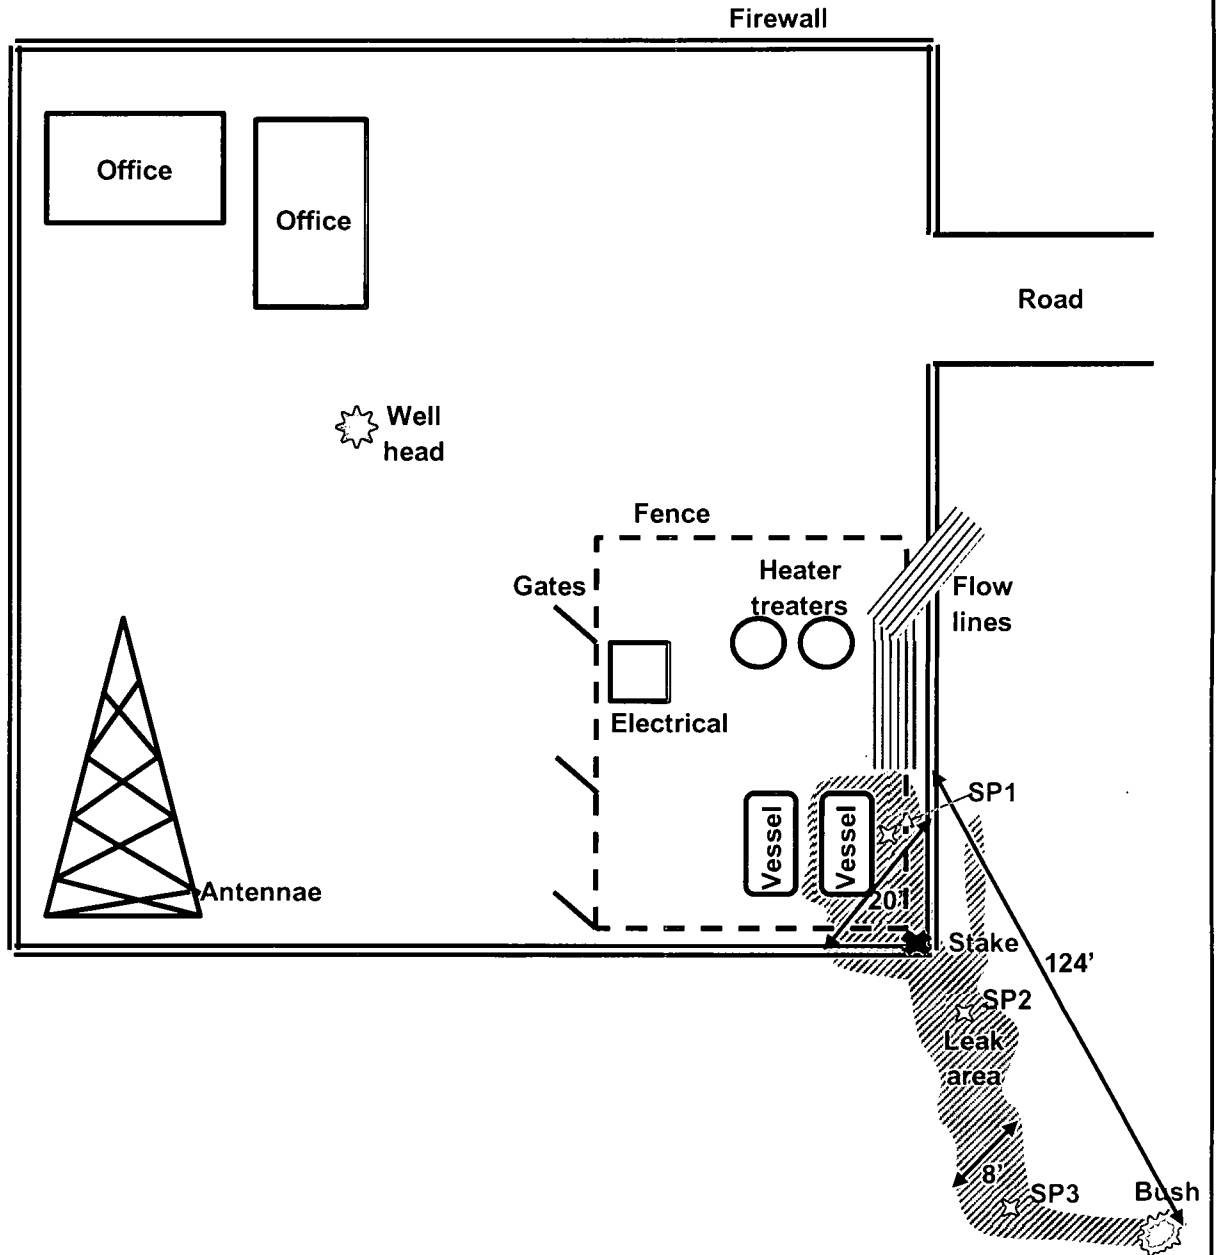 Firewall
Office
Office
Road
Well
head
Fence
Gates
Heater
treaters
Flow
lines
Electrical
SP1
Vessel
Vessel
Antennae
20'
Stake
124'
SP2
Leak
area
8'
SP3
Bush